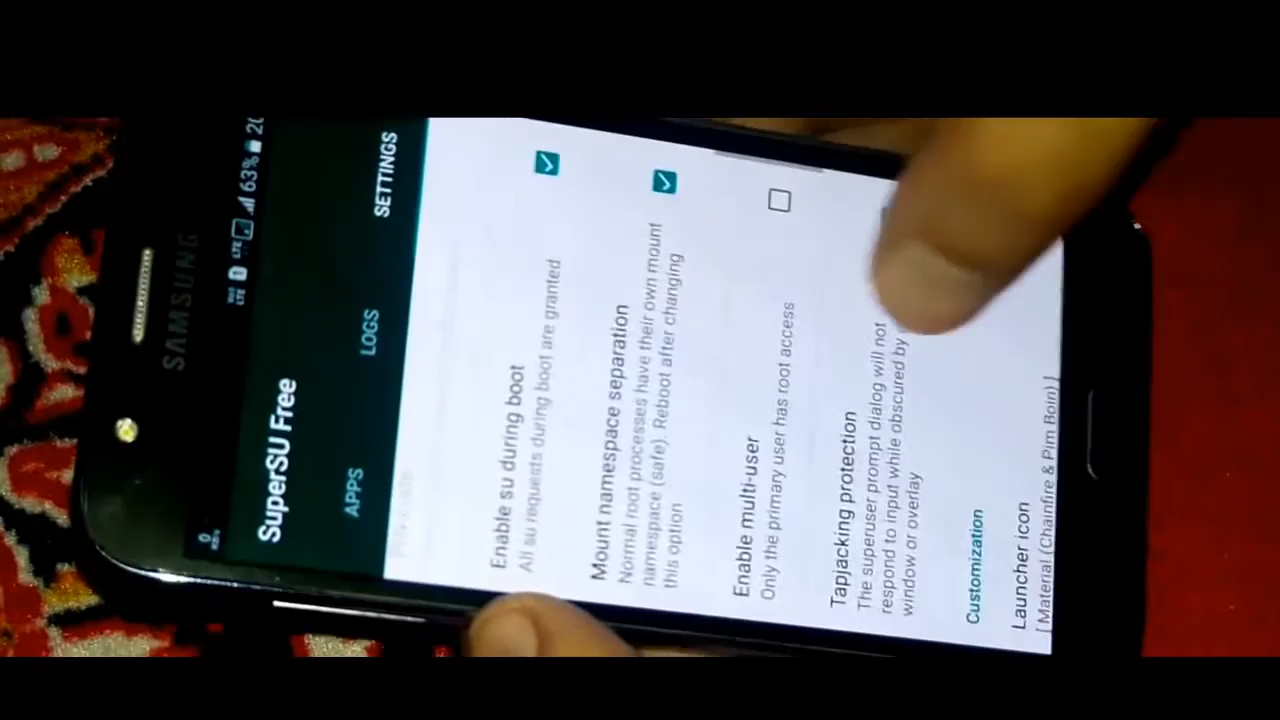 SAMSUNG
LTE
63%
SuperSU Free
APPS
LOGS
SETTINGS
Enable su during boot
All su requests during boot are granted
Mount namespace separation
Normal root processes have their own mount
namespace (safe). Reboot after changing
this option
Enable multi-user
Only the primary user has root access
Tapjacking protection
The superuser prompt dialog will not
respond to input while obscured by
window or overlay
Customization
Launcher icon
[ Material (Chainfire & Pim Boin) ]